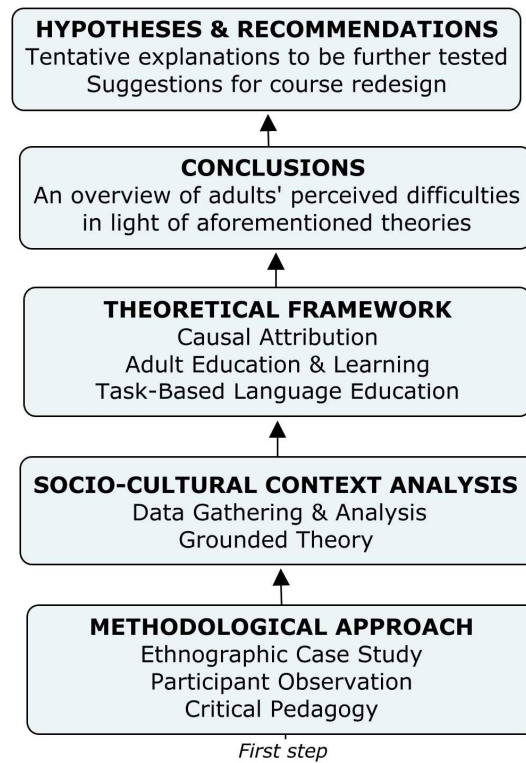 HYPOTHESES & RECOMMENDATIONS
Tentative explanations to be further tested
Suggestions for course redesign
CONCLUSIONS
An overview of adults' perceived difficulties
in light of aforementioned theories
THEORETICAL FRAMEWORK
Causal Attribution
Adult Education & Learning
Task-Based Language Education
SOCIO-CULTURAL CONTEXT ANALYSIS
Data Gathering & Analysis
Grounded Theory
METHODOLOGICAL APPROACH
Ethnographic Case Study
Participant Observation
Critical Pedagogy
First step